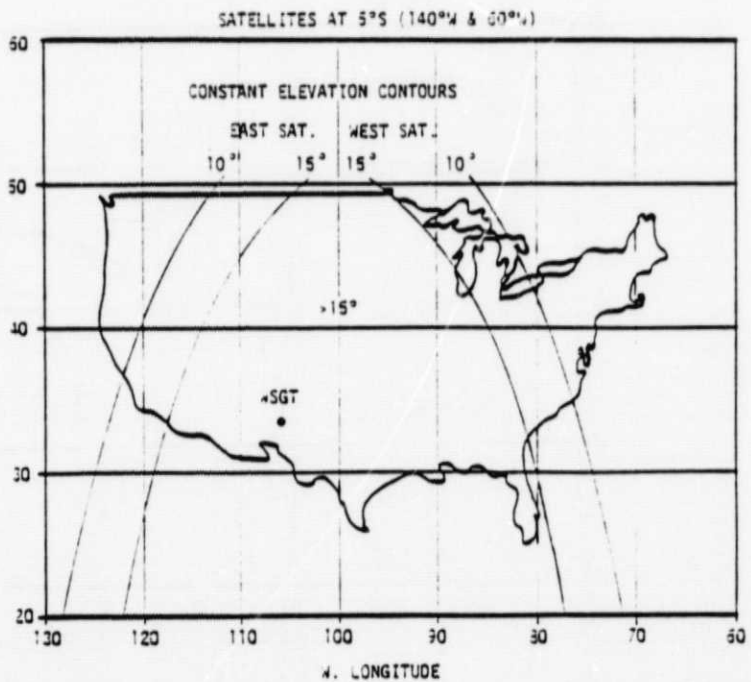 SATELLITES AT 5°S (140°W & 60°W)
60
CONSTANT ELEVATION CONTOURS
EAST SAT. WEST SAT.
10° 15° 15° 10°
50
>15°
40
WSGT
30
20
130 120 110 100 90 80 70 60
W. LONGITUDE